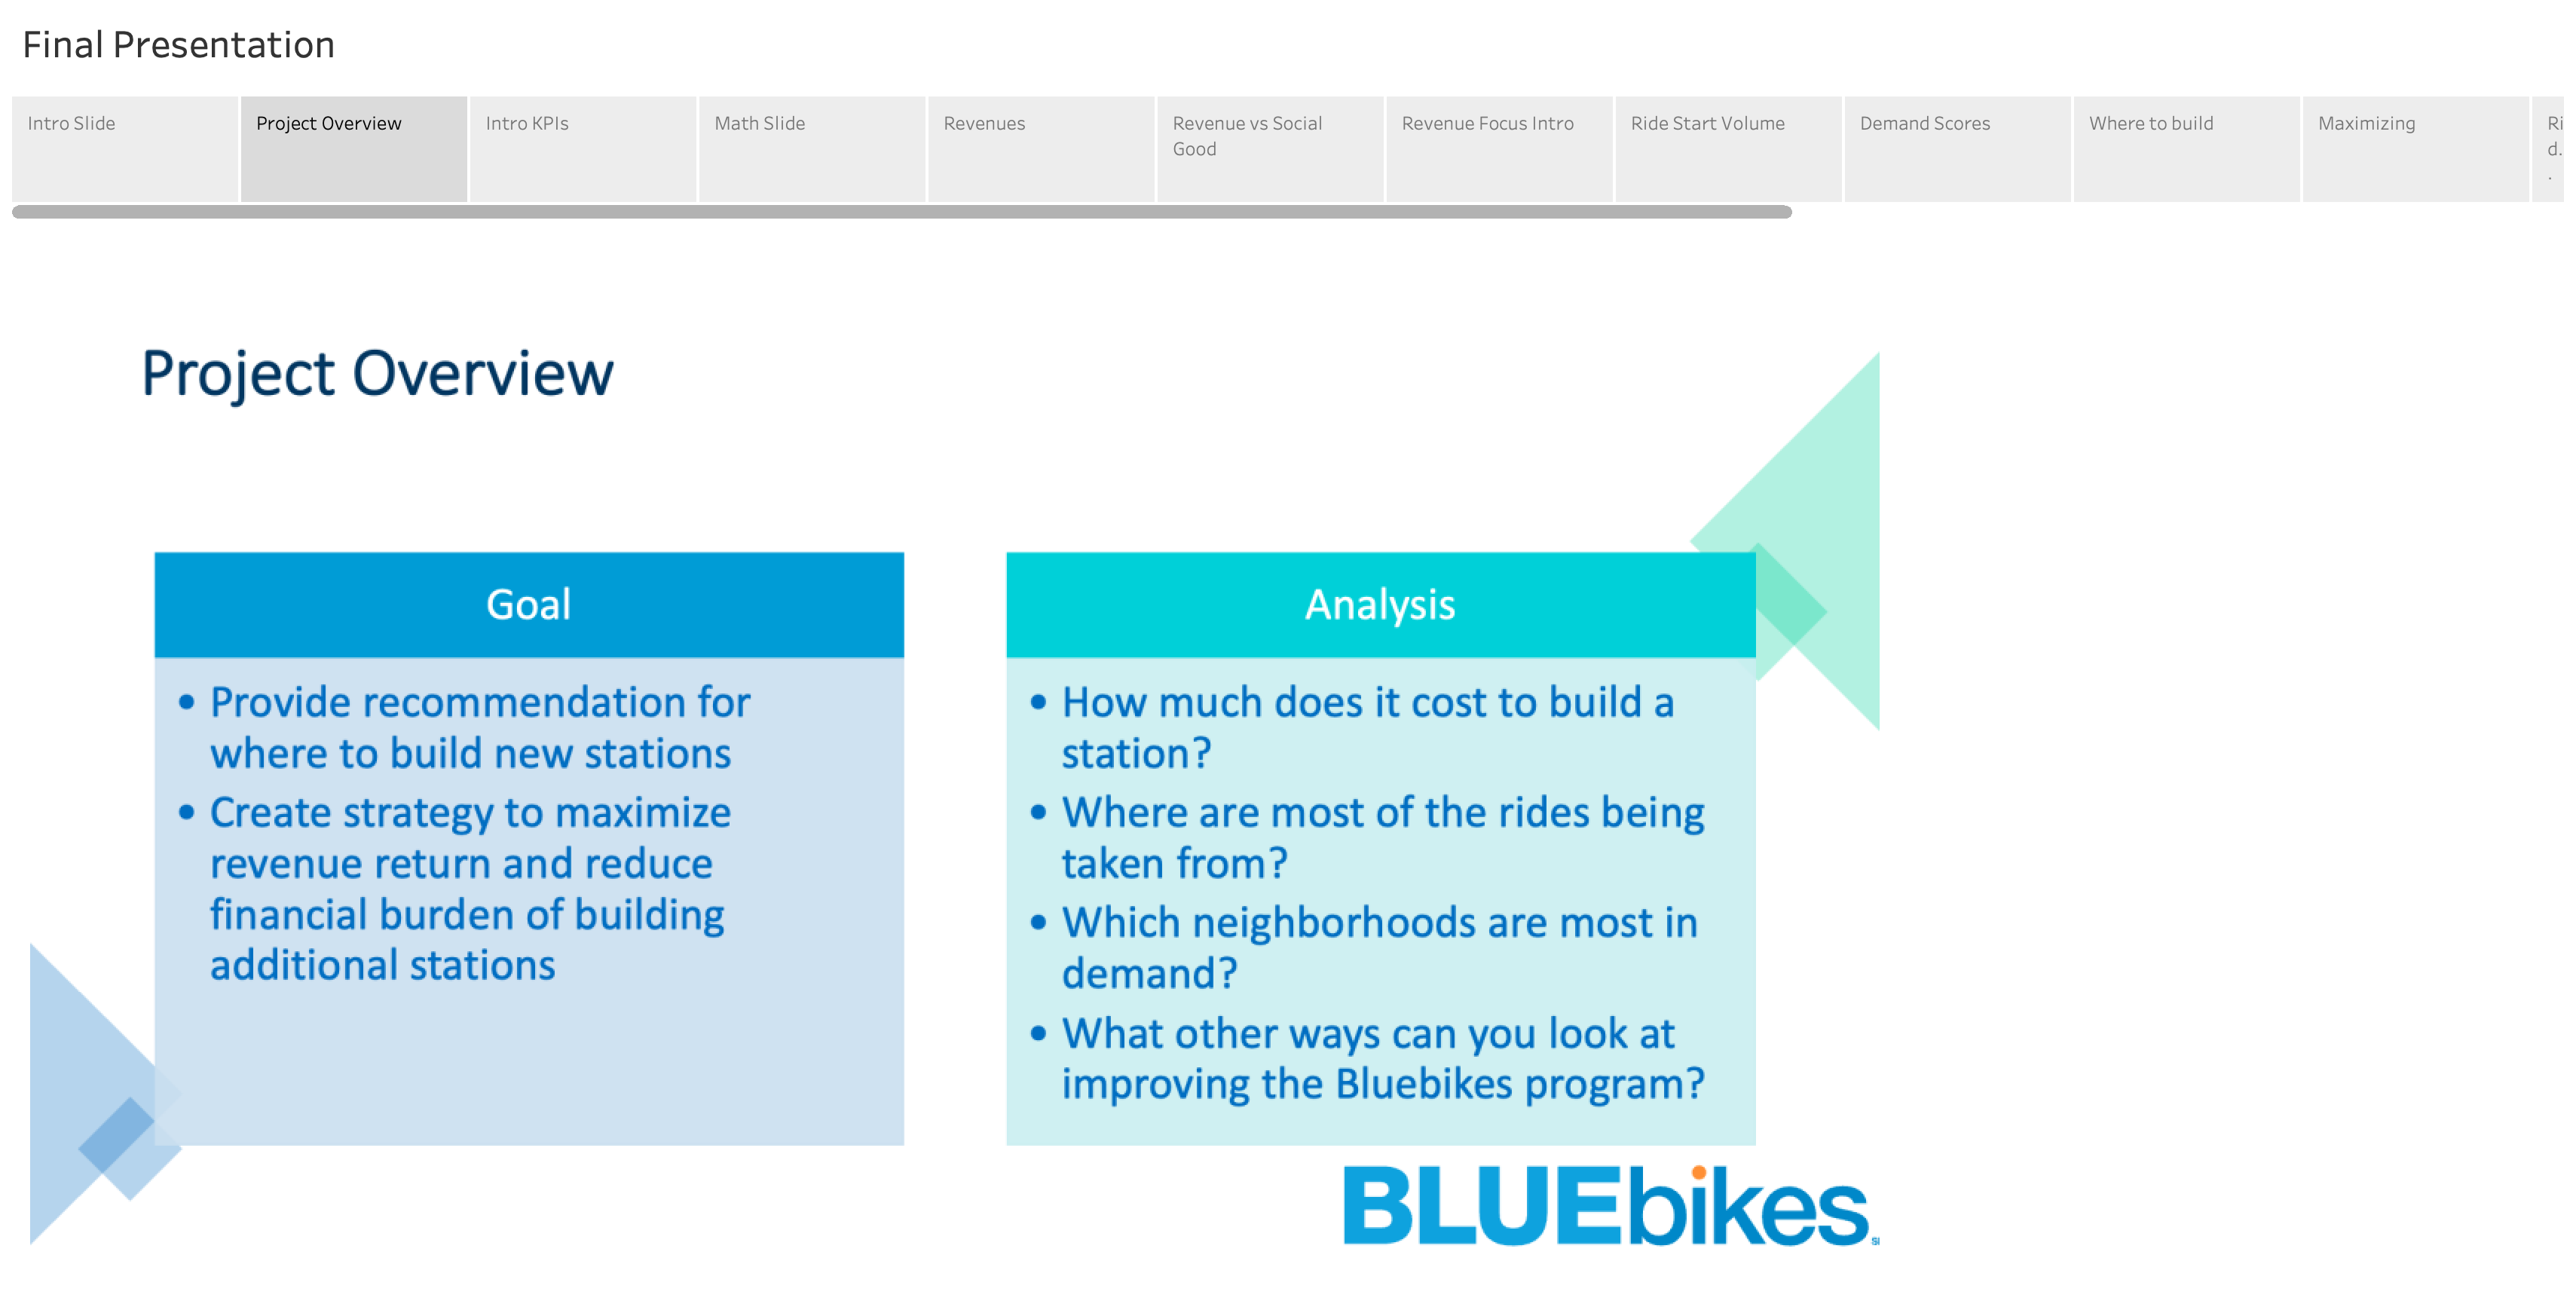 Final Presentation
Intro Slide
Project Overview
Intro KPIs
Math Slide
Revenues
Revenue vs Social
Good
Revenue Focus Intro
Ride Start Volume
Demand Scores
Where to build
Maximizing
Ri
d.
.
Project Overview
Goal
• Provide recommendation for
where to build new stations
• Create strategy to maximize
revenue return and reduce
financial burden of building
additional stations
Analysis
• How much does it cost to build a
station?
• Where are most of the rides being
taken from?
• Which neighborhoods are most in
demand?
• What other ways can you look at
improving the Bluebikes program?
BLUEbikes